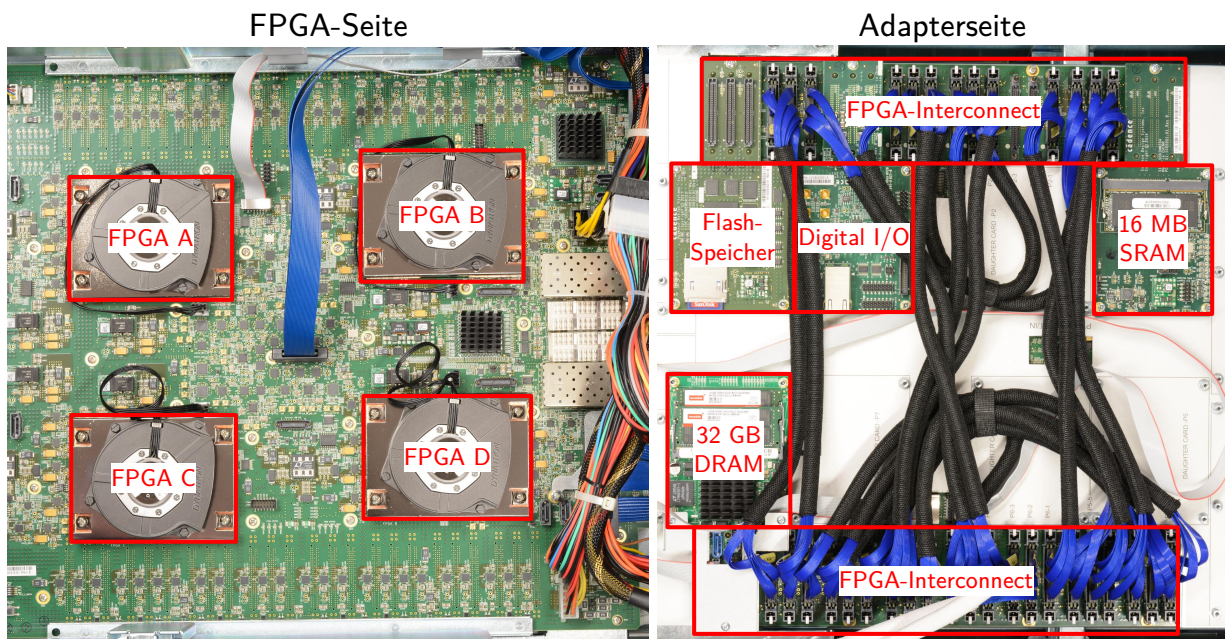 FPGA-Seite
Adapterseite
FPGA A
FPGA B
FPGA C
FPGA D
FPGA-Interconnect
cadence
Flash-
Speicher
Digital I/O
16 MB
SRAM
32 GB
DRAM
FPGA-Interconnect